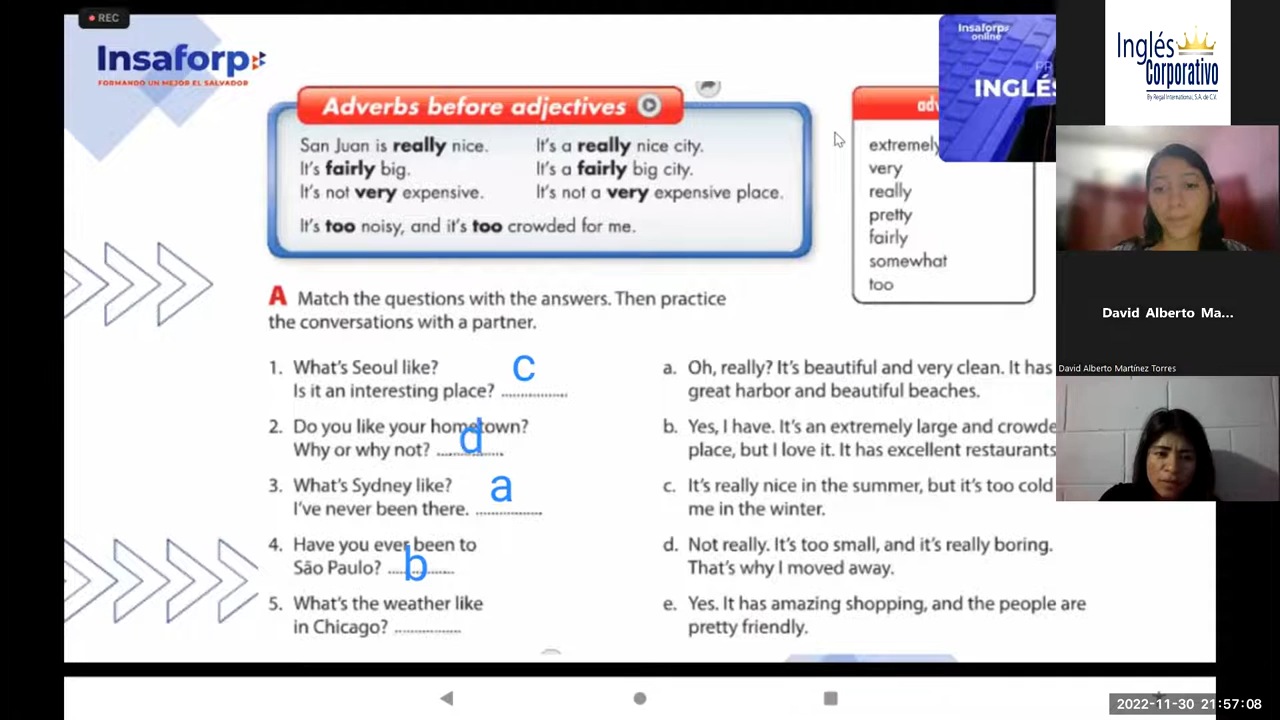 REC
Insaforp
FORMANDO UN MEJOR EL SALVADOR
Insaforp
online
INGLÉS
Inglés
Corporativo
By Regal International, S.A. de C.V.
Adverbs before adjectives
San Juan is really nice. It's a really nice city.
It's fairly big. It's a fairly big city.
It's not very expensive. It's not a very expensive place.
It's too noisy, and it's too crowded for me.
adv
extremely
very
really
pretty
fairly
somewhat
too
David Alberto Ma...
David Alberto Martínez Torres
A Match the questions with the answers. Then practice
the conversations with a partner.
1. What's Seoul like?
Is it an interesting place? c
2. Do you like your hometown?
Why or why not? d
3. What's Sydney like?
I've never been there. a
4. Have you ever been to
São Paulo? b
5. What's the weather like
in Chicago?
a. Oh, really? It's beautiful and very clean. It has
great harbor and beautiful beaches.
b. Yes, I have. It's an extremely large and crowde
place, but I love it. It has excellent restaurants
c. It's really nice in the summer, but it's too cold
me in the winter.
d. Not really. It's too small, and it's really boring.
That's why I moved away.
e. Yes. It has amazing shopping, and the people are
pretty friendly.
2022-11-30 21:57:08